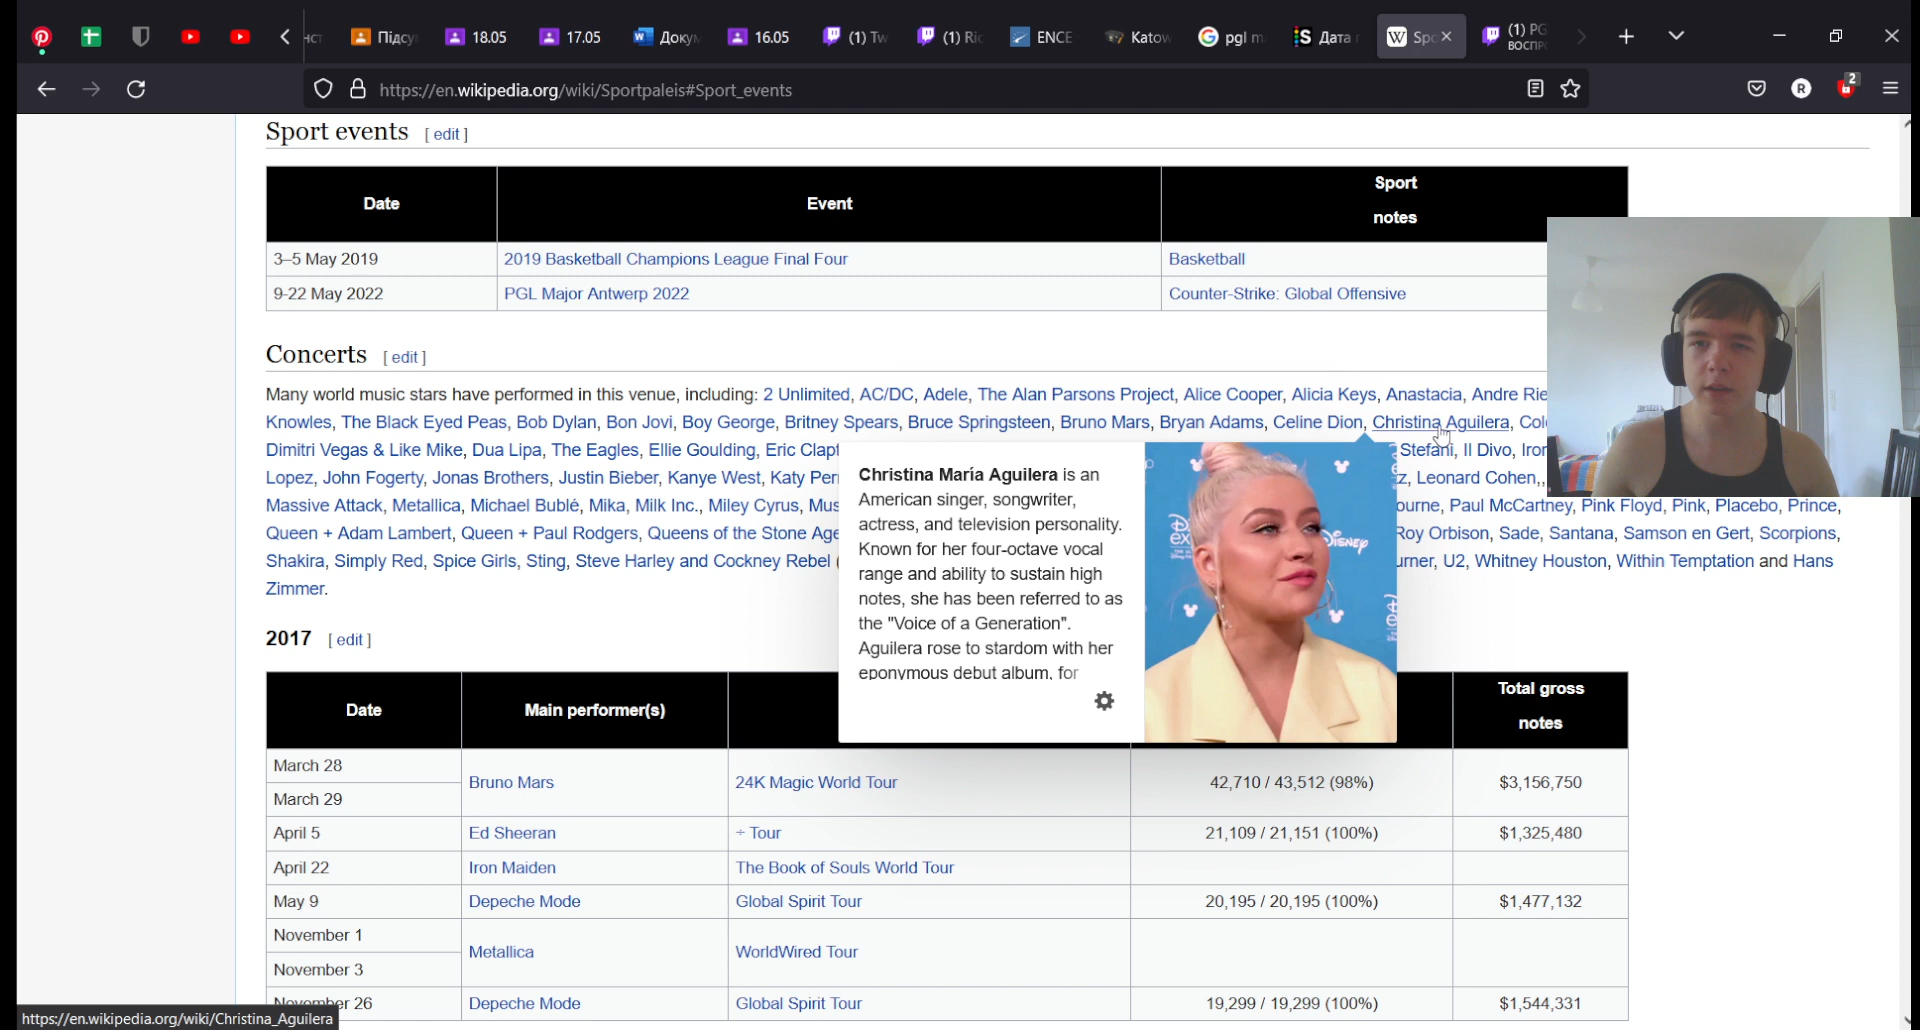 Підсу
18.05
17.05
Докум
16.05
(1) Tw
(1) Ri
ENCE
Katow
pgl m
Дата
Sp
(1) PG
воспр
2
https://en.wikipedia.org/wiki/Sportpaleis#Sport_events
Sport events [ edit ]
Date Event Sport
notes
3–5 May 2019 2019 Basketball Champions League Final Four Basketball
9-22 May 2022 PGL Major Antwerp 2022 Counter-Strike: Global Offensive
Concerts [ edit ]
Many world music stars have performed in this venue, including: 2 Unlimited, AC/DC, Adele, The Alan Parsons Project, Alice Cooper, Alicia Keys, Anastacia, Andre Rie
Knowles, The Black Eyed Peas, Bob Dylan, Bon Jovi, Boy George, Britney Spears, Bruce Springsteen, Bruno Mars, Bryan Adams, Celine Dion, Christina Aguilera, Col
Dimitri Vegas & Like Mike, Dua Lipa, The Eagles, Ellie Goulding, Eric Clap Stefani, Il Divo, Iron
Lopez, John Fogerty, Jonas Brothers, Justin Bieber, Kanye West, Katy Per z, Leonard Cohen,,
Massive Attack, Metallica, Michael Bublé, Mika, Milk Inc., Miley Cyrus, Mus ourne, Paul McCartney, Pink Floyd, Pink, Placebo, Prince,
Queen + Adam Lambert, Queen + Paul Rodgers, Queens of the Stone Age Roy Orbison, Sade, Santana, Samson en Gert, Scorpions,
Shakira, Simply Red, Spice Girls, Sting, Steve Harley and Cockney Rebel ( urner, U2, Whitney Houston, Within Temptation and Hans
Zimmer.
Christina María Aguilera is an
American singer, songwriter,
actress, and television personality.
Known for her four-octave vocal
range and ability to sustain high
notes, she has been referred to as
the "Voice of a Generation".
Aguilera rose to stardom with her
eponymous debut album, for
Disney
2017 [ edit ]
Date Main performer(s) Total gross
notes
March 28
Bruno Mars 24K Magic World Tour 42,710 / 43,512 (98%) $3,156,750
March 29
April 5 Ed Sheeran ÷ Tour 21,109 / 21,151 (100%) $1,325,480
April 22 Iron Maiden The Book of Souls World Tour
May 9 Depeche Mode Global Spirit Tour 20,195 / 20,195 (100%) $1,477,132
November 1
Metallica WorldWired Tour
November 3
November 26 Depeche Mode Global Spirit Tour 19,299 / 19,299 (100%) $1,544,331
https://en.wikipedia.org/wiki/Christina_Aguilera